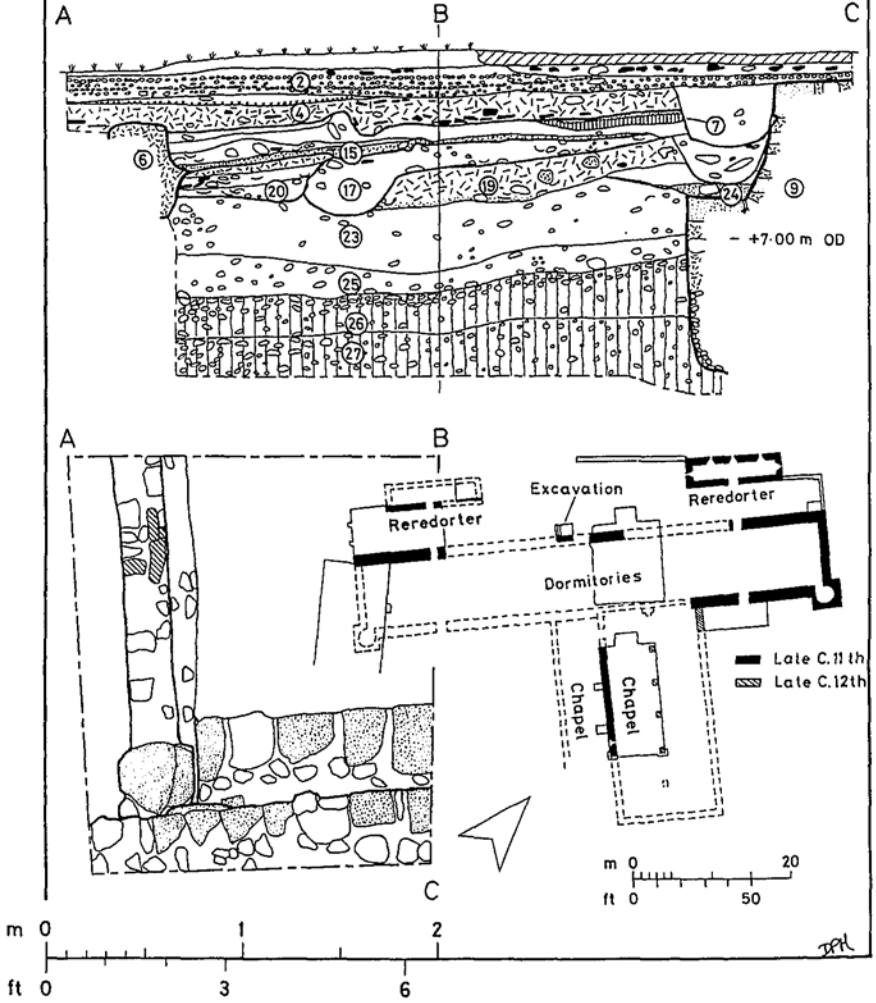 A B C
2
4
7
6
15
20 17 19 24 9
23
- +7·00 m OD
25
26
27
A B
Excavation
Reredorter
Reredorter
Dormitories
Late C.11th
Late C.12th
Chapel
Chapel
m 0 20
ft 0 50
C
DPH
m 0 1 2
ft 0 3 6